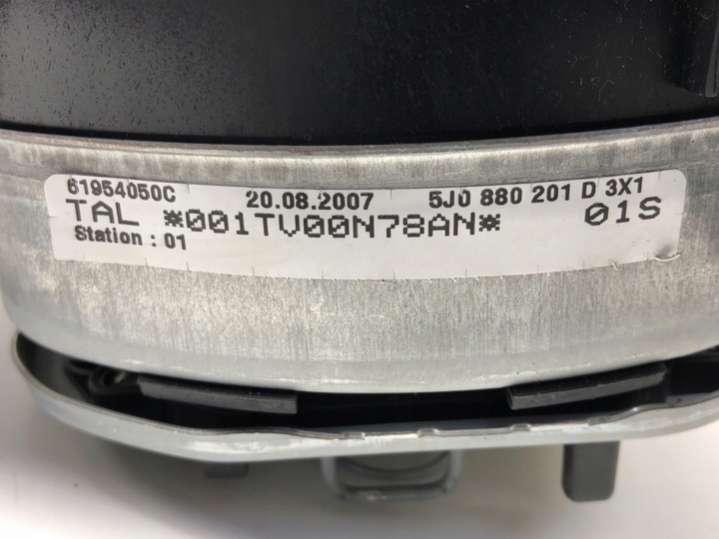 61954050C 20.08.2007 5J0 880 201 D 3X1
TAL *001TV00N78AN* 01S
Station : 01